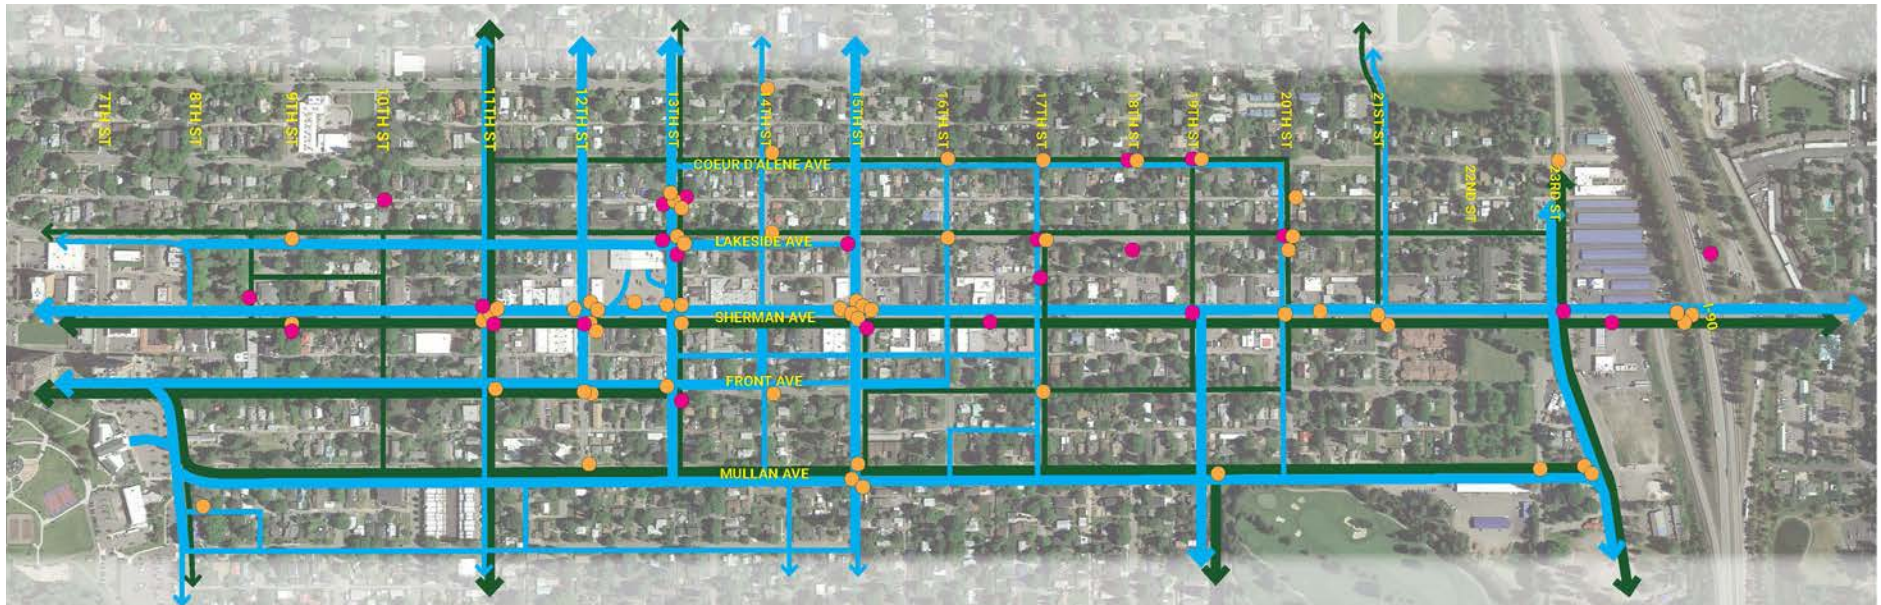 7TH ST
8TH ST
9TH ST
10TH ST
11TH ST
12TH ST
13TH ST
14TH ST
15TH ST
16TH ST
17TH ST
18TH ST
19TH ST
20TH ST
21ST ST
22ND ST
23RD ST
COEUR D'ALENE AVE
LAKESIDE AVE
SHERMAN AVE
I-90
FRONT AVE
MULLAN AVE